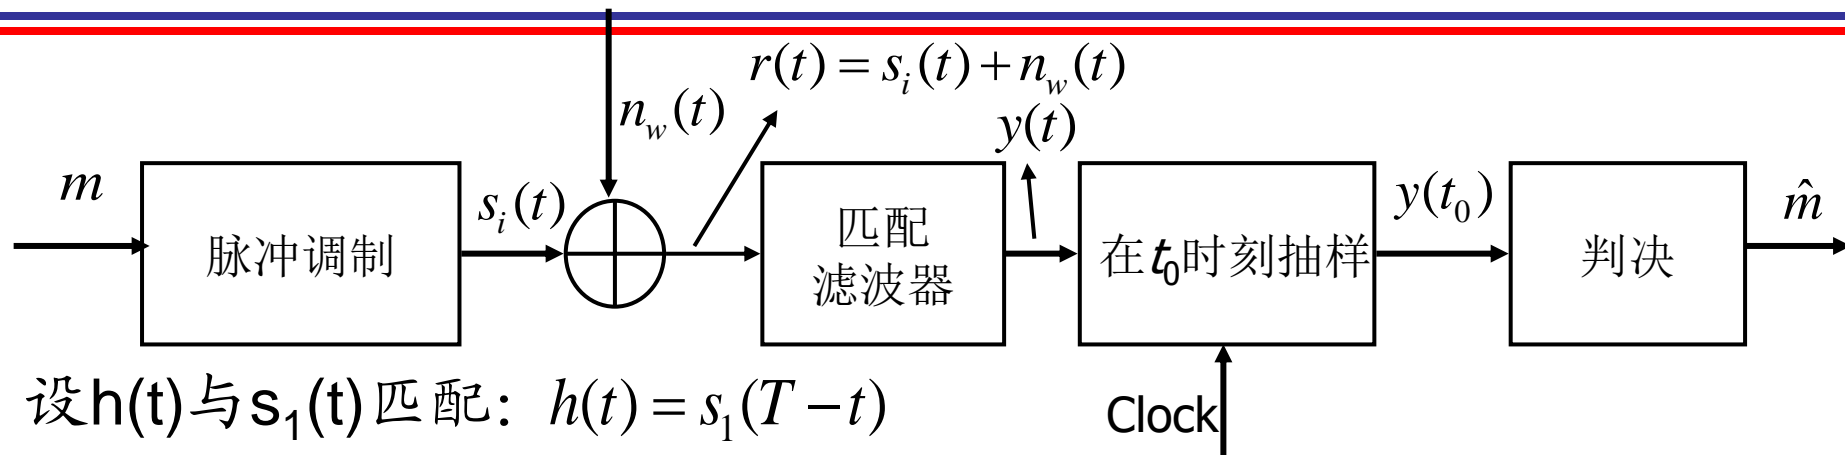 r(t) = s_i(t) + n_w(t)
n_w(t)
y(t)
m
脉冲调制
s_i(t)
匹配
滤波器
在t_0时刻抽样
y(t_0)
判决
m̂
设h(t)与s_1(t)匹配：h(t) = s_1(T − t)
Clock